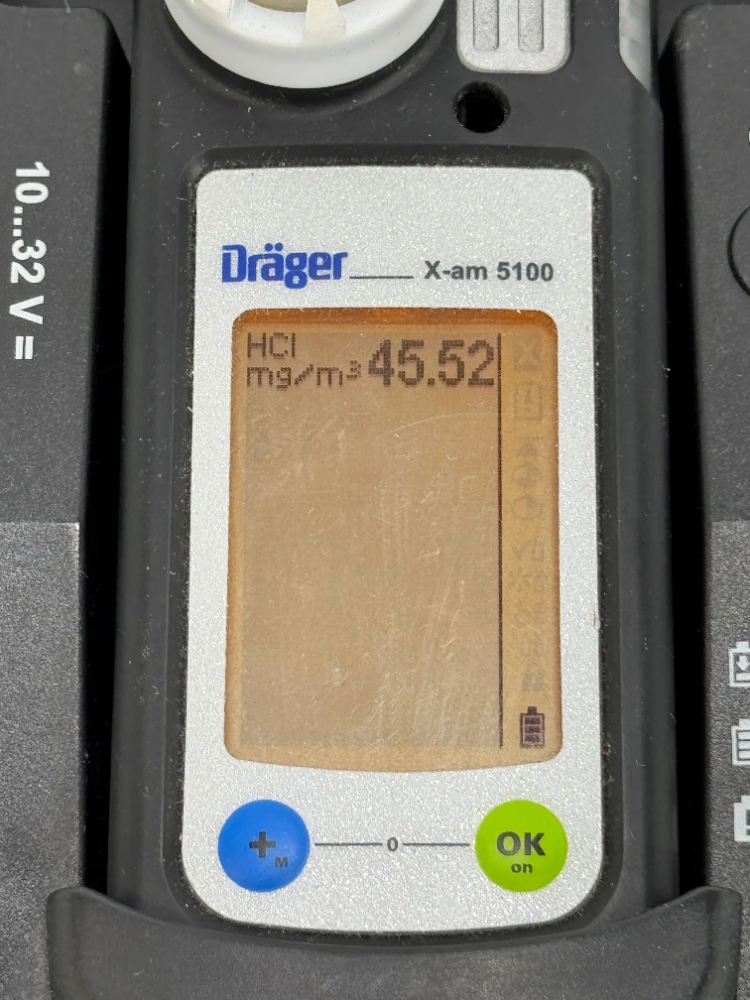 10...32 V =
Dräger X-am 5100
HCl
mg/m³ 45.52
+M
0
OK
on